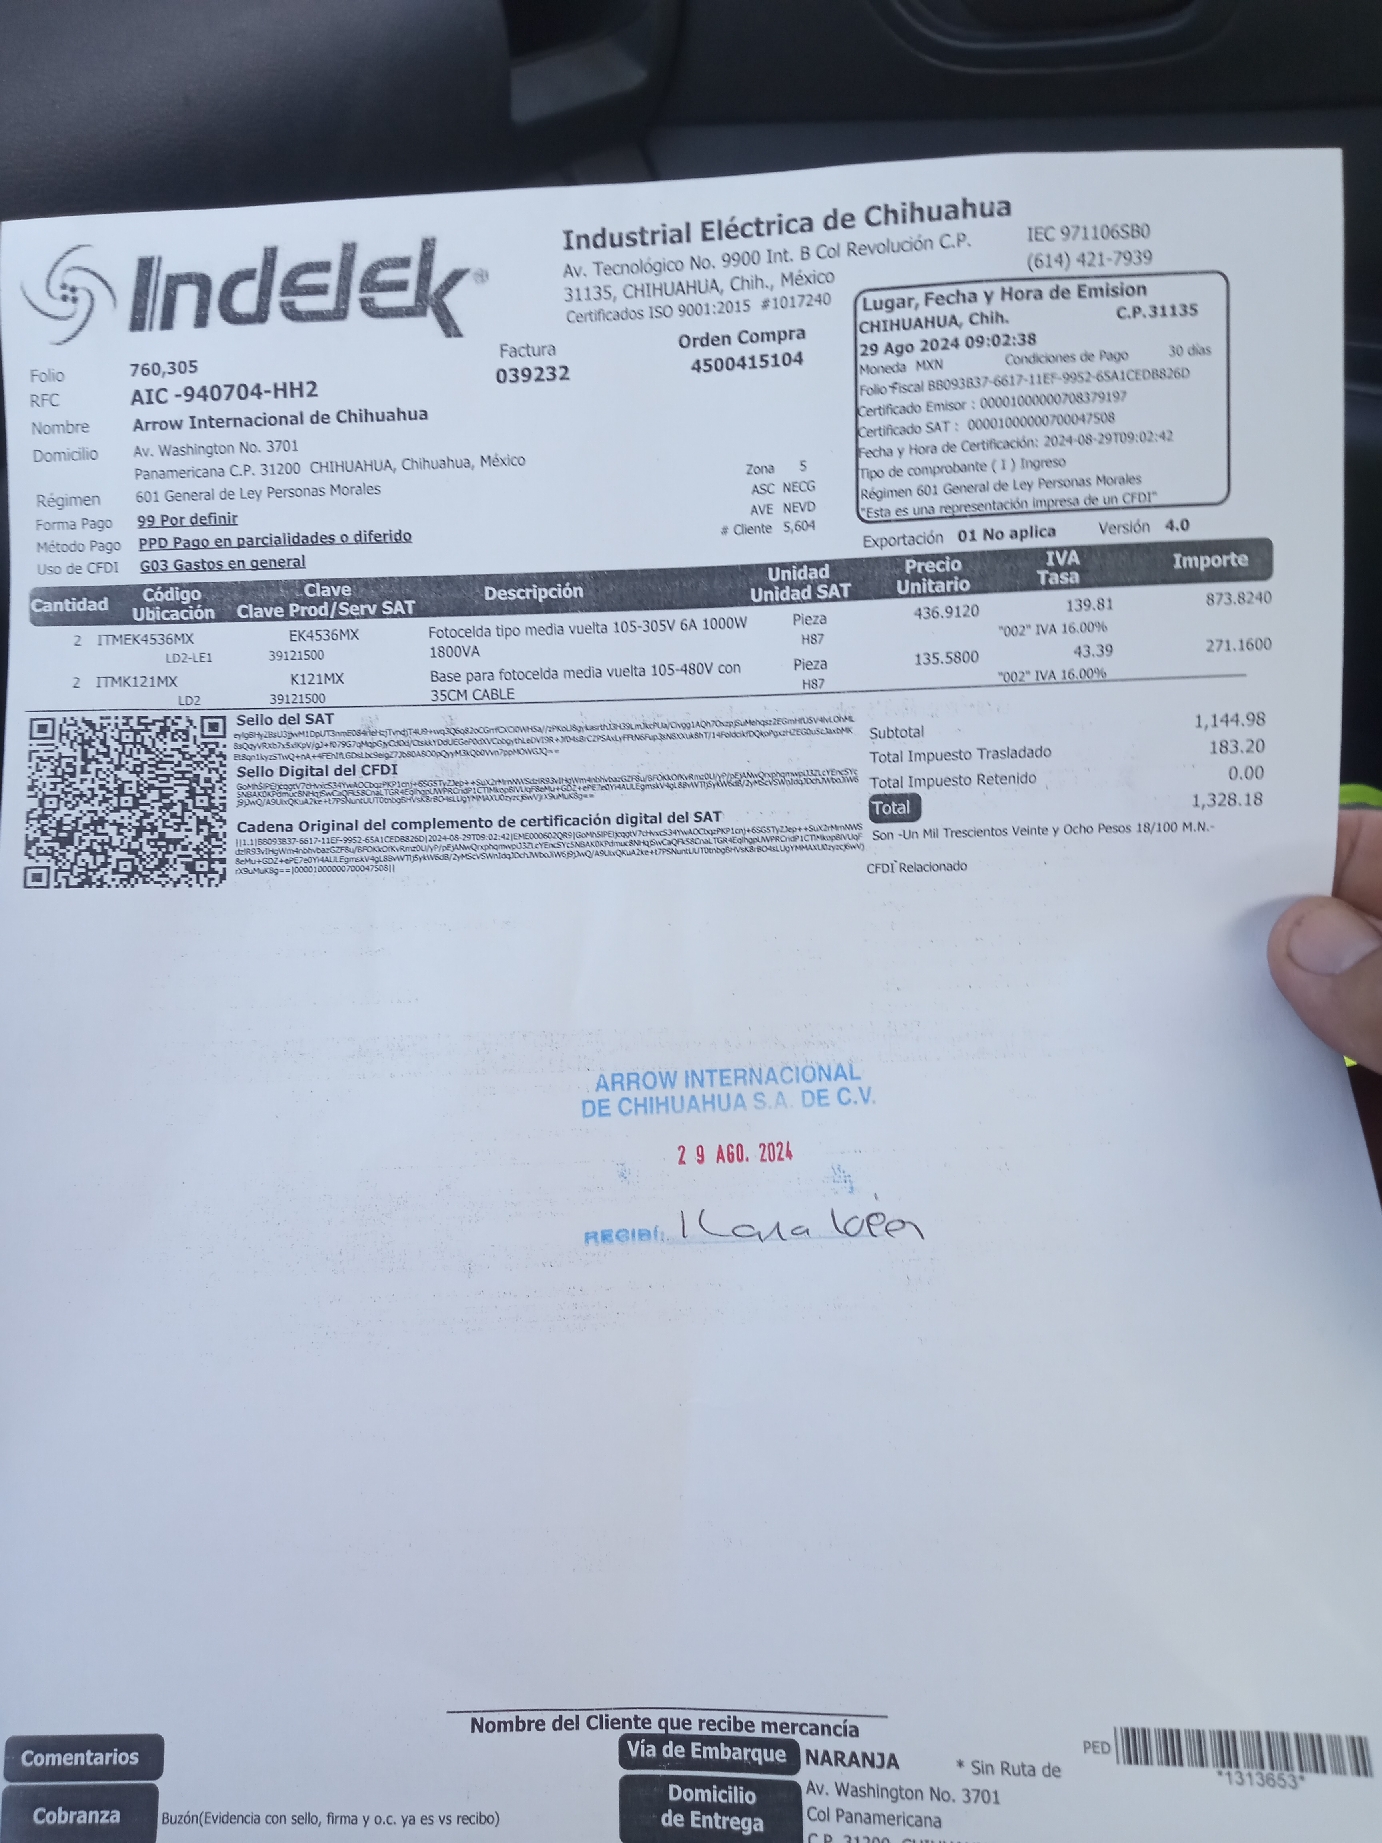 Indelek®
Industrial Eléctrica de Chihuahua
Av. Tecnológico No. 9900 Int. B Col Revolución C.P.
31135, CHIHUAHUA, Chih., México
Certificados ISO 9001:2015 #1017240
IEC 971106SB0
(614) 421-7939
Lugar, Fecha y Hora de Emision
CHIHUAHUA, Chih. C.P.31135
29 Ago 2024 09:02:38
Moneda MXN Condiciones de Pago 30 días
Folio Fiscal BB093B37-6617-11EF-9952-65A1CEDB826D
Certificado Emisor : 00001000000708379197
Certificado SAT : 00001000000700047508
Fecha y Hora de Certificación: 2024-08-29T09:02:42
Tipo de comprobante ( I ) Ingreso
Régimen 601 General de Ley Personas Morales
"Esta es una representación impresa de un CFDI"
Folio 760,305 Factura Orden Compra
039232 4500415104
RFC AIC -940704-HH2
Nombre Arrow Internacional de Chihuahua
Domicilio Av. Washington No. 3701
Panamericana C.P. 31200 CHIHUAHUA, Chihuahua, México
Régimen 601 General de Ley Personas Morales
Forma Pago 99 Por definir
Método Pago PPD Pago en parcialidades o diferido
Uso de CFDI G03 Gastos en general
Zona 5
ASC NECG
AVE NEVD
# Cliente 5,604
Exportación 01 No aplica Versión 4.0
Cantidad Código Ubicación Clave Clave Prod/Serv SAT Descripción Unidad Unidad SAT Precio Unitario IVA Tasa Importe
2 ITMEK4536MX EK4536MX Fotocelda tipo media vuelta 105-305V 6A 1000W Pieza 436.9120 139.81 873.8240
LD2-LE1 39121500 1800VA H87 "002" IVA 16.00%
2 ITMK121MX K121MX Base para fotocelda media vuelta 105-480V con Pieza 135.5800 43.39 271.1600
LD2 39121500 35CM CABLE H87 "002" IVA 16.00%
Sello del SAT
Sello Digital del CFDI
Cadena Original del complemento de certificación digital del SAT
Subtotal 1,144.98
Total Impuesto Trasladado 183.20
Total Impuesto Retenido 0.00
Total 1,328.18
Son -Un Mil Trescientos Veinte y Ocho Pesos 18/100 M.N.-
CFDI Relacionado
ARROW INTERNACIONAL
DE CHIHUAHUA S.A. DE C.V.
29 AGO. 2024
RECIBÍ:
Nombre del Cliente que recibe mercancía
Comentarios
Vía de Embarque NARANJA * Sin Ruta de
PED *1313653*
Cobranza Buzón(Evidencia con sello, firma y o.c. ya es vs recibo)
Domicilio de Entrega Av. Washington No. 3701
Col Panamericana